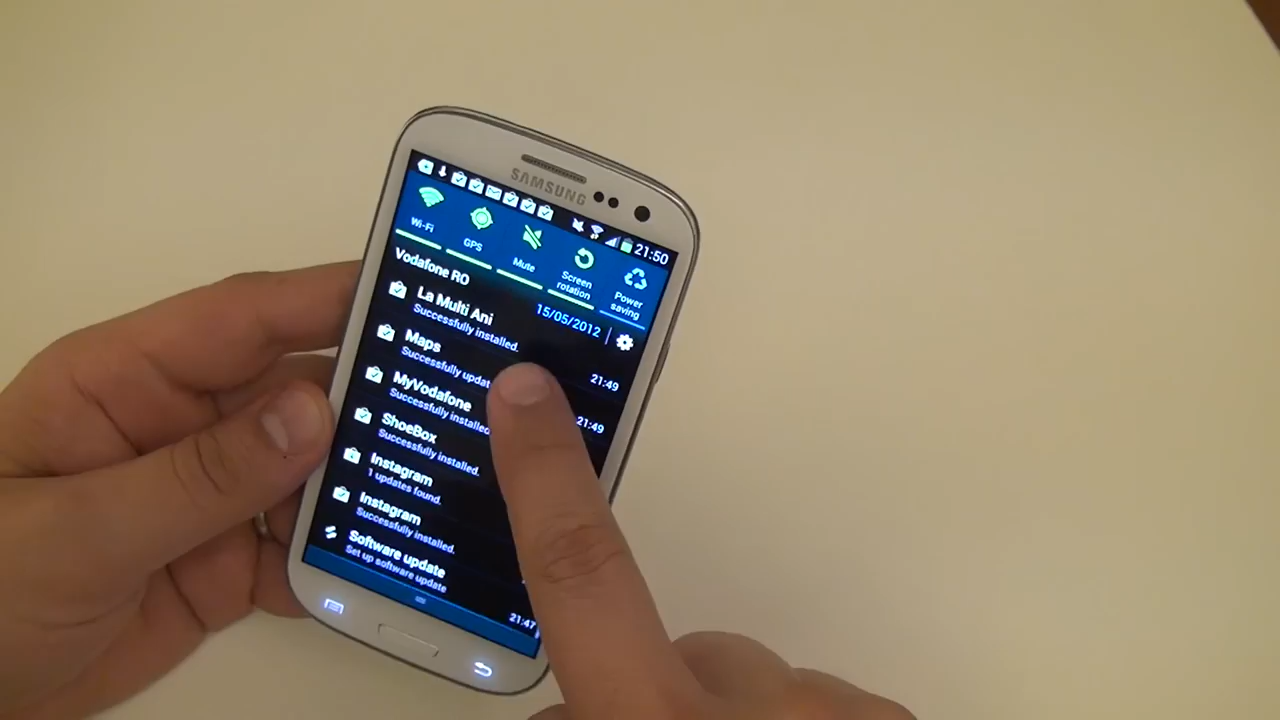 SAMSUNG
21:50
Wi-Fi
GPS
Mute
Screen
rotation
Power
saving
Vodafone RO
15/05/2012
La Multi Ani
Successfully installed.
21:49
Maps
Successfully updat
21:49
MyVodafone
Successfully installed
ShoeBox
Successfully installed.
Instagram
1 updates found.
Instagram
Successfully installed.
Software update
Set up software update
21:47